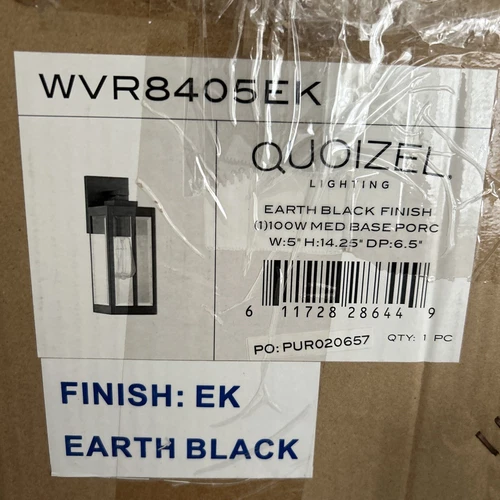 WVR8405EK
QUOIZEL.
LIGHTING
EARTH BLACK FINISH
(1)100W MED BASE PORC
W:5" H:14.25" DP:6.5"
6 11728 28644 9
PO: PUR020657 QTY: 1 PC
FINISH: EK
EARTH BLACK